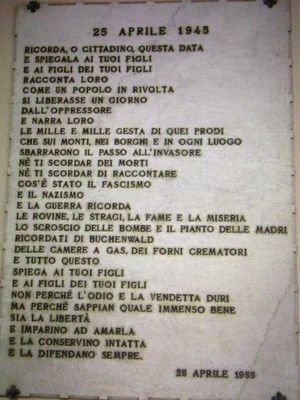 25 APRILE 1945
RICORDA, O CITTADINO, QUESTA DATA
E SPIEGALA AI TUOI FIGLI
E AI FIGLI DEI TUOI FIGLI
RACCONTA LORO
COME UN POPOLO IN RIVOLTA
SI LIBERASSE UN GIORNO
DALL'OPPRESSORE
E NARRA LORO
LE MILLE E MILLE GESTA DI QUEI PRODI
CHE SUI MONTI, NEI BORGHI E IN OGNI LUOGO
SBARRARONO IL PASSO ALL'INVASORE
NÈ TI SCORDAR DEI MORTI
NÈ TI SCORDAR DI RACCONTARE
COS'È STATO IL FASCISMO
E IL NAZISMO
E LA GUERRA RICORDA
LE ROVINE, LE STRAGI, LA FAME E LA MISERIA
LO SCROSCIO DELLE BOMBE E IL PIANTO DELLE MADRI
RICORDATI DI BUCHENWALD
DELLE CAMERE A GAS, DEI FORNI CREMATORI
E TUTTO QUESTO
SPIEGA AI TUOI FIGLI
E AI FIGLI DEI TUOI FIGLI
NON PERCHÈ L'ODIO E LA VENDETTA DURI
MA PERCHÈ SAPPIAN QUALE IMMENSO BENE
SIA LA LIBERTÀ
E IMPARINO AD AMARLA
E LA CONSERVINO INTATTA
E LA DIFENDANO SEMPRE.
25 APRILE 1955